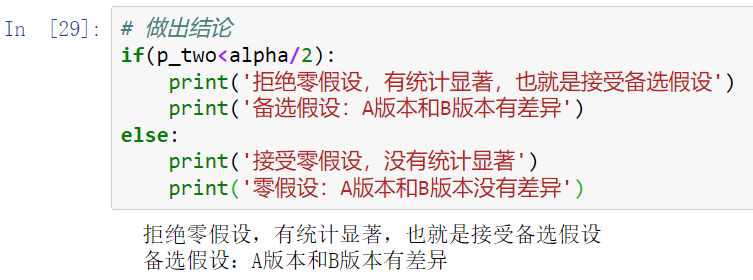 In [29]: # 做出结论
if(p_two<alpha/2):
    print('拒绝零假设，有统计显著，也就是接受备选假设')
    print('备选假设：A版本和B版本有差异')
else:
    print('接受零假设，没有统计显著')
    print('零假设：A版本和B版本没有差异')
拒绝零假设，有统计显著，也就是接受备选假设
备选假设：A版本和B版本有差异